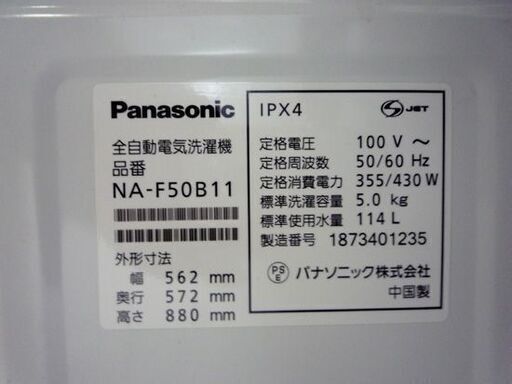 Panasonic
全自動電気洗濯機
品番
NA-F50B11
外形寸法
幅 562 mm
奥行 572 mm
高さ 880 mm
IPX4
S JET
定格電圧 100 V ～
定格周波数 50/60 Hz
定格消費電力 355/430 W
標準洗濯容量 5.0 kg
標準使用水量 114 L
製造番号 1873401235
PS E パナソニック株式会社
中国製